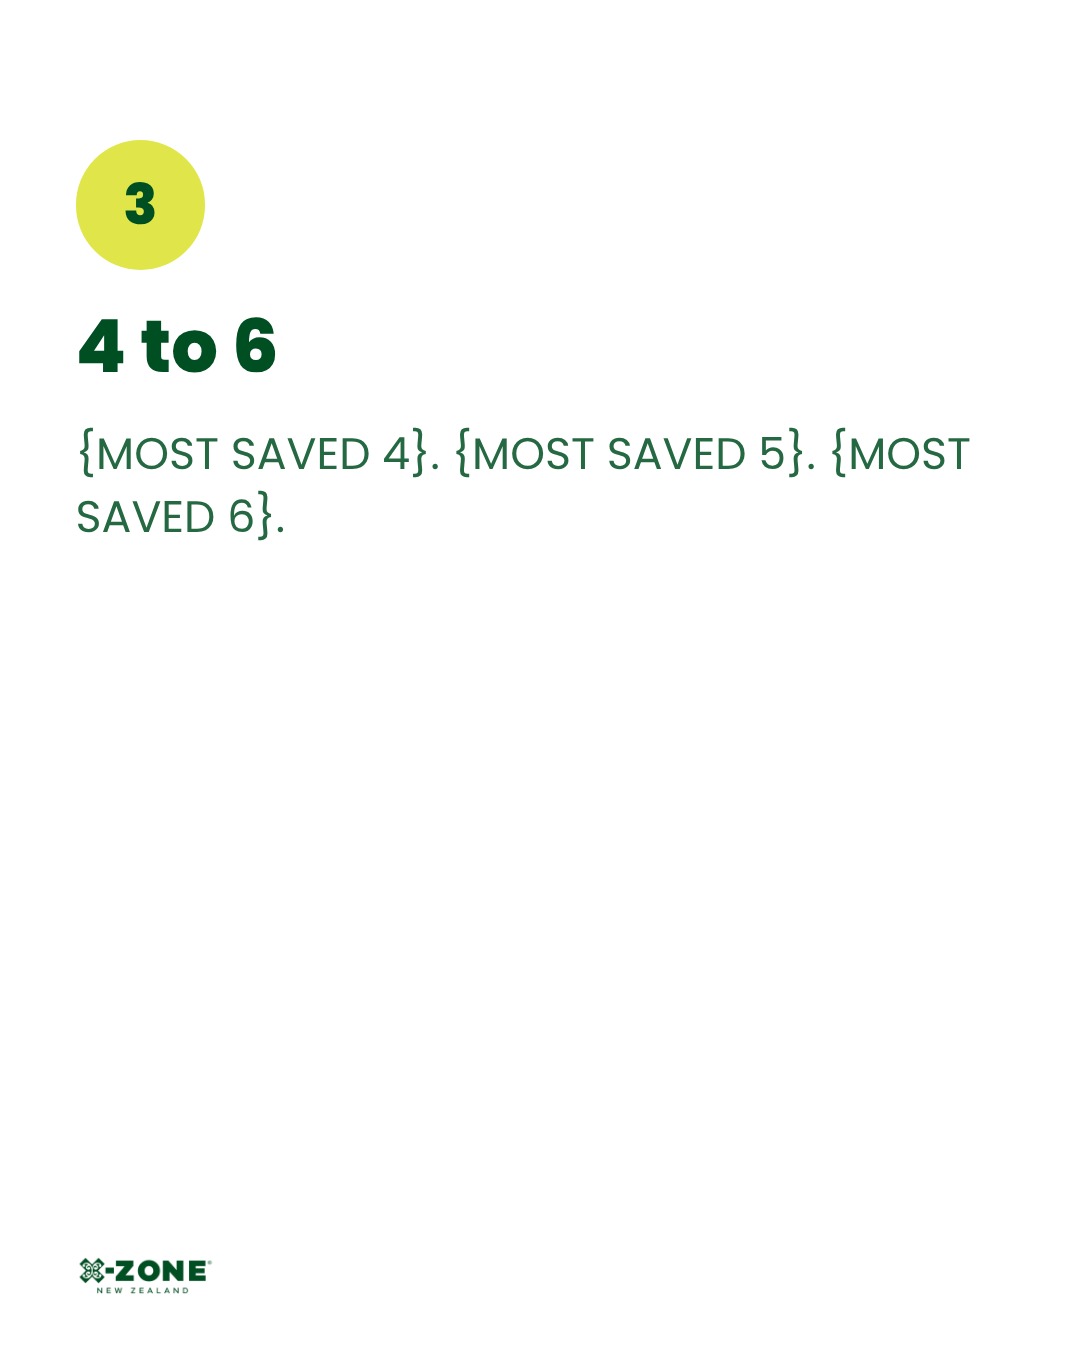 3
4 to 6
{MOST SAVED 4}. {MOST SAVED 5}. {MOST
SAVED 6}.
X-ZONE®
NEW ZEALAND